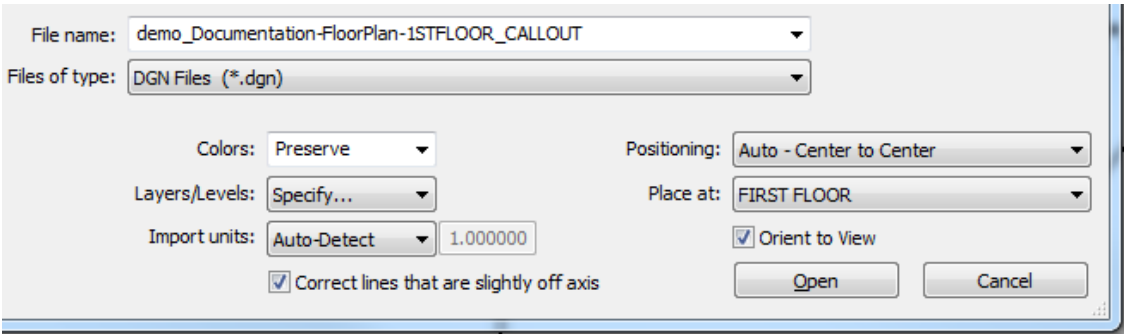 File name: demo_Documentation-FloorPlan-1STFLOOR_CALLOUT
Files of type: DGN Files (*.dgn)
Colors: Preserve Positioning: Auto - Center to Center
Layers/Levels: Specify... Place at: FIRST FLOOR
Import units: Auto-Detect 1.000000 Orient to View
Correct lines that are slightly off axis Open Cancel